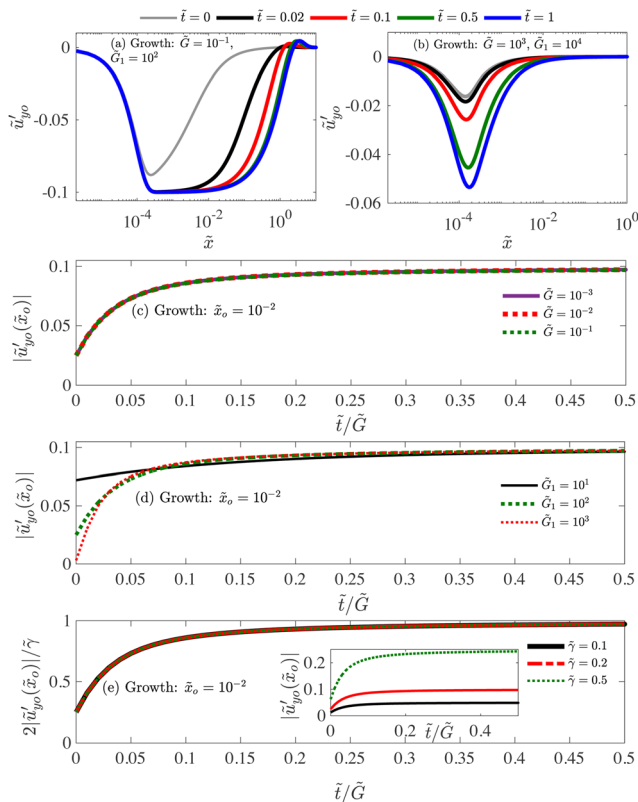 t̃ = 0 t̃ = 0.02 t̃ = 0.1 t̃ = 0.5 t̃ = 1
(a) Growth: G̃ = 10⁻¹,
G̃₁ = 10²
0
-0.05
-0.1
ũ′yo
10⁻⁴ 10⁻² 10⁰
x̃
(b) Growth: G̃ = 10³, G̃₁ = 10⁴
0
-0.02
-0.04
-0.06
ũ′yo
10⁻⁴ 10⁻² 10⁰
x̃
0.1
0.05
0
|ũ′yo(x̃o)|
(c) Growth: x̃o = 10⁻²
G̃ = 10⁻³
G̃ = 10⁻²
G̃ = 10⁻¹
0 0.05 0.1 0.15 0.2 0.25 0.3 0.35 0.4 0.45 0.5
t̃/G̃
0.1
0.05
0
|ũ′yo(x̃o)|
(d) Growth: x̃o = 10⁻²
G̃₁ = 10¹
G̃₁ = 10²
G̃₁ = 10³
0 0.05 0.1 0.15 0.2 0.25 0.3 0.35 0.4 0.45 0.5
t̃/G̃
1
0.5
0
2|ũ′yo(x̃o)|/γ̃
(e) Growth: x̃o = 10⁻²
0.2
0.1
0
|ũ′yo(x̃o)|
0 0.2 0.4
t̃/G̃
γ̃ = 0.1
γ̃ = 0.2
γ̃ = 0.5
0 0.05 0.1 0.15 0.2 0.25 0.3 0.35 0.4 0.45 0.5
t̃/G̃